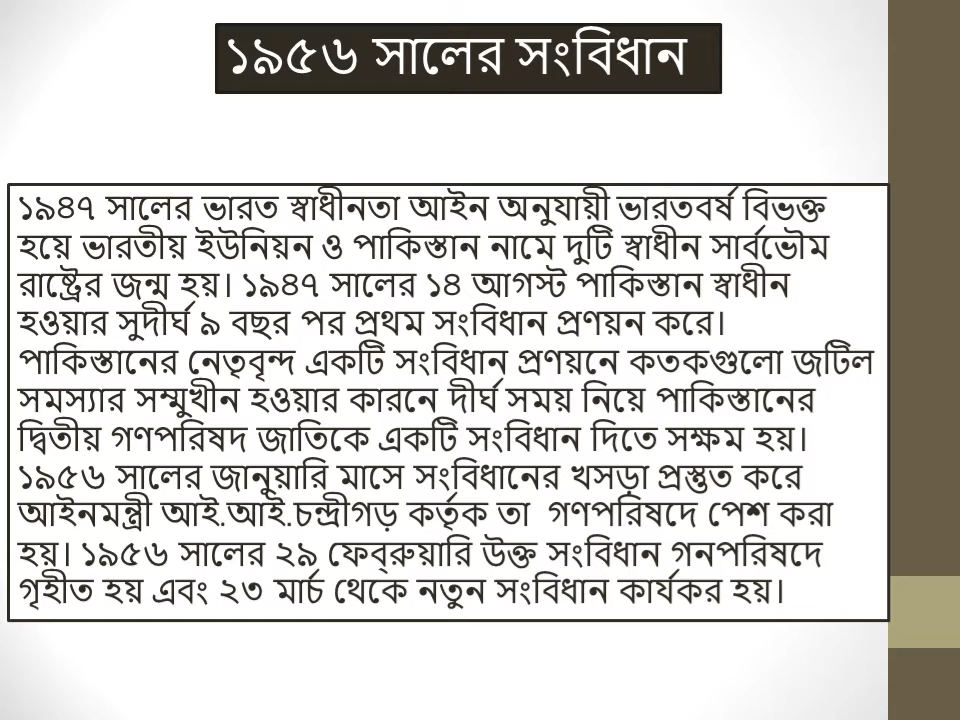 ১৯৫৬ সালের সংবিধান
১৯৪৭ সালের ভারত স্বাধীনতা আইন অনুযায়ী ভারতবর্ষ বিভক্ত
হয়ে ভারতীয় ইউনিয়ন ও পাকিস্তান নামে দুটি স্বাধীন সার্বভৌম
রাষ্ট্রের জন্ম হয়। ১৯৪৭ সালের ১৪ আগস্ট পাকিস্তান স্বাধীন
হওয়ার সুদীর্ঘ ৯ বছর পর প্রথম সংবিধান প্রণয়ন করে।
পাকিস্তানের নেতৃবৃন্দ একটি সংবিধান প্রণয়নে কতকগুলো জটিল
সমস্যার সম্মুখীন হওয়ার কারনে দীর্ঘ সময় নিয়ে পাকিস্তানের
দ্বিতীয় গণপরিষদ জাতিকে একটি সংবিধান দিতে সক্ষম হয়।
১৯৫৬ সালের জানুয়ারি মাসে সংবিধানের খসড়া প্রস্তুত করে
আইনমন্ত্রী আই.আই.চন্দ্রীগড় কর্তৃক তা গণপরিষদে পেশ করা
হয়। ১৯৫৬ সালের ২৯ ফেব্রুয়ারি উক্ত সংবিধান গনপরিষদে
গৃহীত হয় এবং ২৩ মার্চ থেকে নতুন সংবিধান কার্যকর হয়।